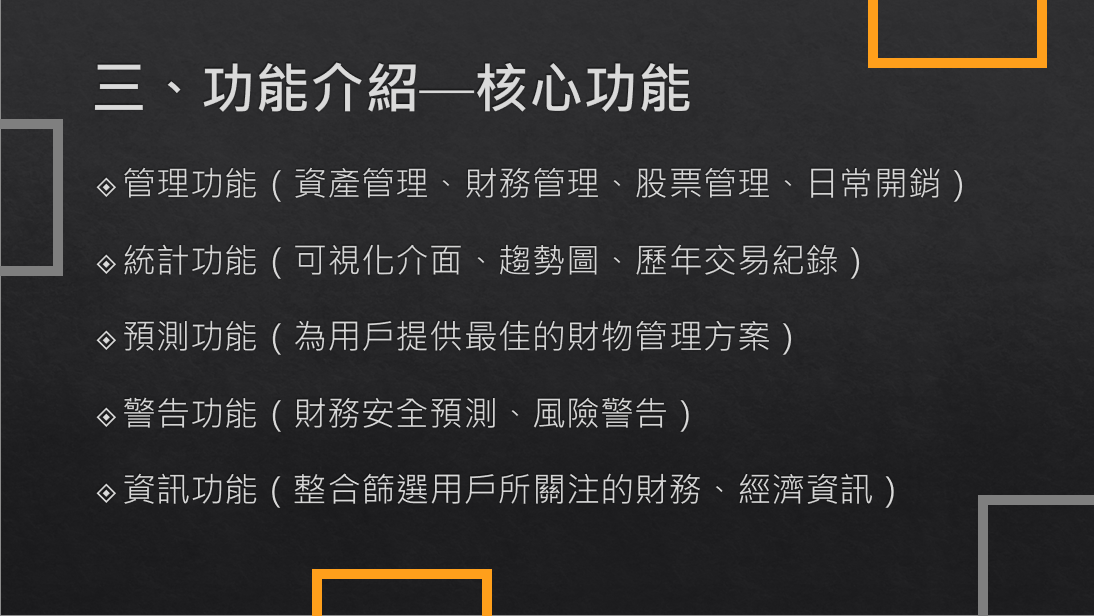 三、功能介紹—核心功能
管理功能（資產管理、財務管理、股票管理、日常開銷）
統計功能（可視化介面、趨勢圖、歷年交易紀錄）
預測功能（為用戶提供最佳的財物管理方案）
警告功能（財務安全預測、風險警告）
資訊功能（整合篩選用戶所關注的財務、經濟資訊）